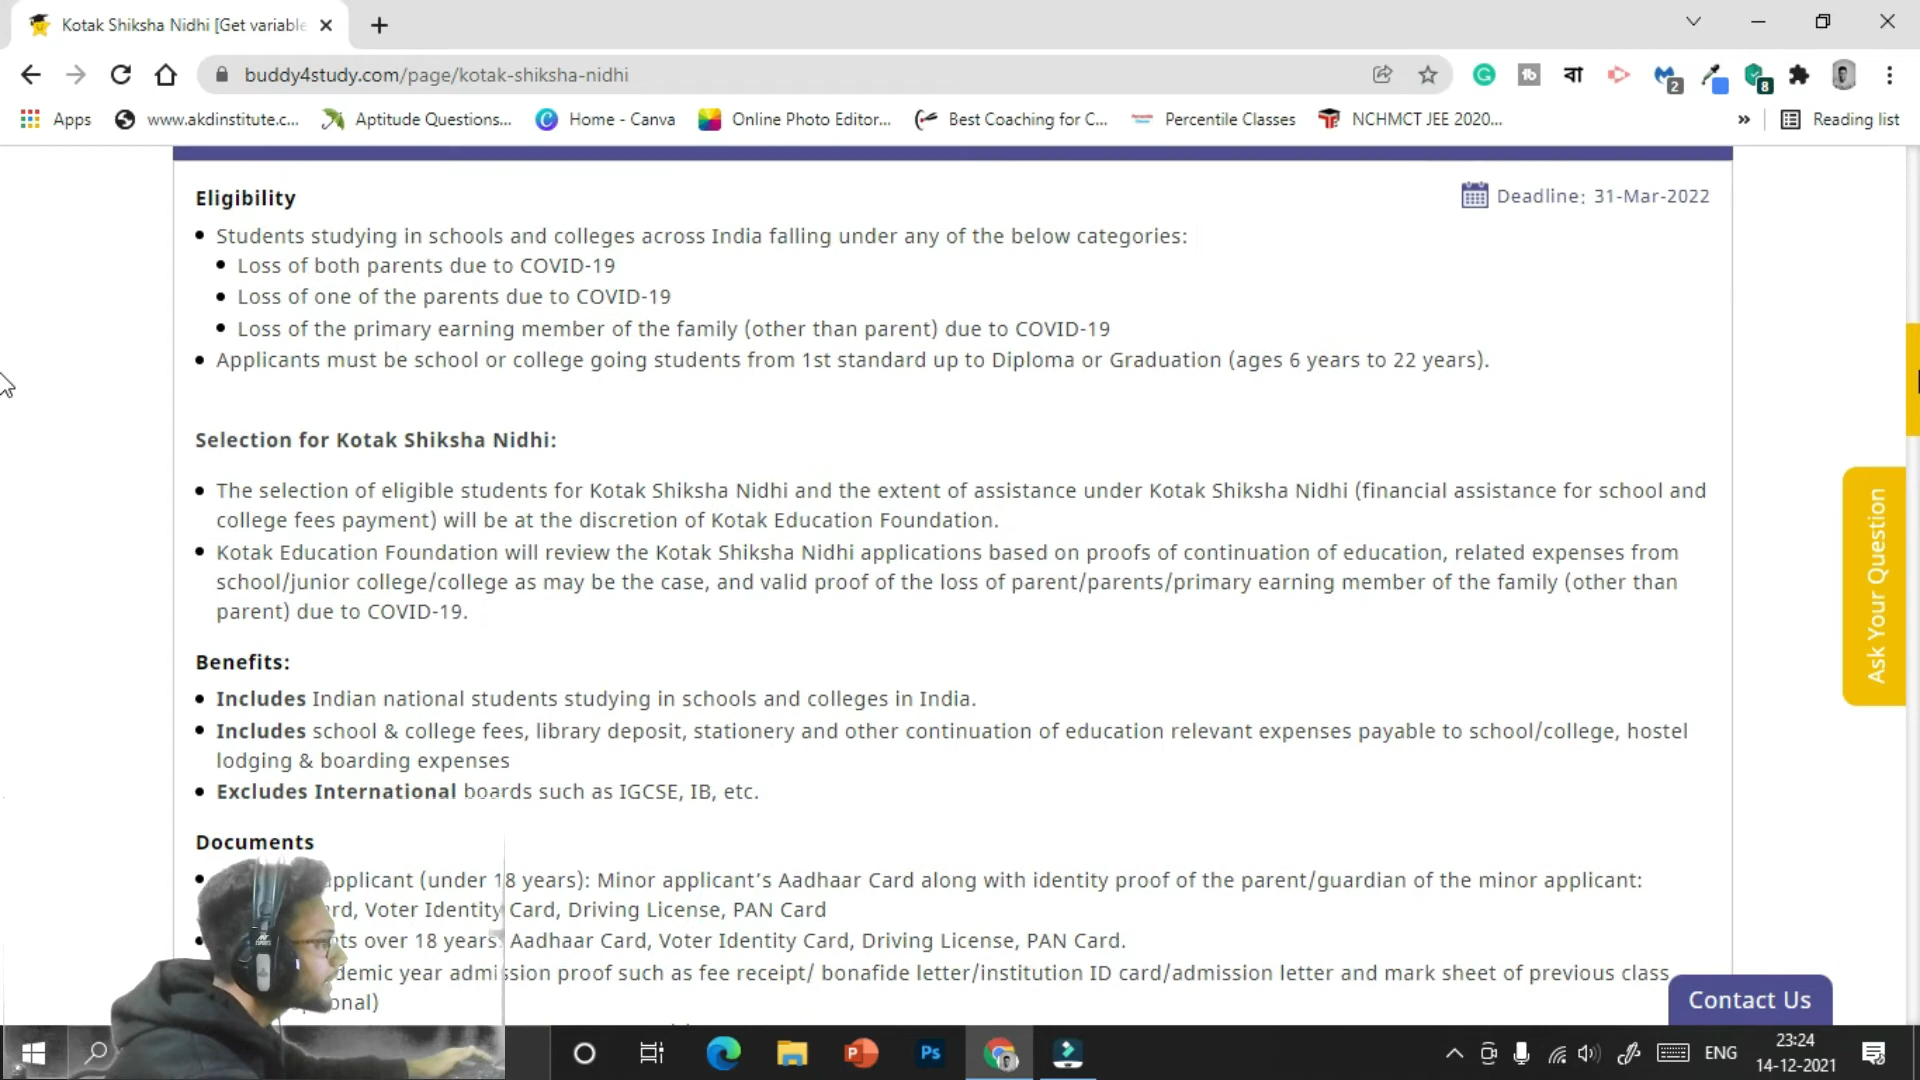 Kotak Shiksha Nidhi [Get variable
buddy4study.com/page/kotak-shiksha-nidhi
বা
2
8
Apps
www.akdinstitute.c...
Aptitude Questions...
Home - Canva
Online Photo Editor...
Best Coaching for C...
Percentile Classes
NCHMCT JEE 2020...
»
Reading list
Eligibility
Deadline: 31-Mar-2022
Students studying in schools and colleges across India falling under any of the below categories:
Loss of both parents due to COVID-19
Loss of one of the parents due to COVID-19
Loss of the primary earning member of the family (other than parent) due to COVID-19
Applicants must be school or college going students from 1st standard up to Diploma or Graduation (ages 6 years to 22 years).
Selection for Kotak Shiksha Nidhi:
The selection of eligible students for Kotak Shiksha Nidhi and the extent of assistance under Kotak Shiksha Nidhi (financial assistance for school and
college fees payment) will be at the discretion of Kotak Education Foundation.
Kotak Education Foundation will review the Kotak Shiksha Nidhi applications based on proofs of continuation of education, related expenses from
school/junior college/college as may be the case, and valid proof of the loss of parent/parents/primary earning member of the family (other than
parent) due to COVID-19.
Ask Your Question
Benefits:
Includes Indian national students studying in schools and colleges in India.
Includes school & college fees, library deposit, stationery and other continuation of education relevant expenses payable to school/college, hostel
lodging & boarding expenses
Excludes International boards such as IGCSE, IB, etc.
Documents
applicant (under 18 years): Minor applicant's Aadhaar Card along with identity proof of the parent/guardian of the minor applicant:
rd, Voter Identity Card, Driving License, PAN Card
ts over 18 years: Aadhaar Card, Voter Identity Card, Driving License, PAN Card.
demic year admission proof such as fee receipt/ bonafide letter/institution ID card/admission letter and mark sheet of previous class
onal)
Contact Us
ENG
23:24
14-12-2021